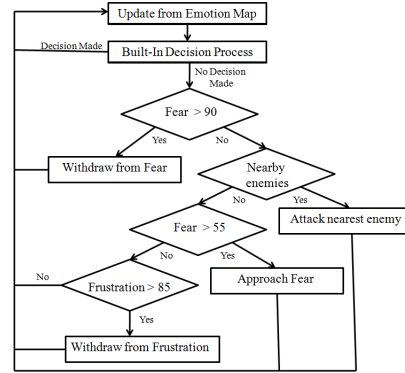 Update from Emotion Map
Decision Made
Built-In Decision Process
No Decision
Made
Fear > 90
Yes
No
Withdraw from Fear
Nearby
enemies
No
Yes
Attack nearest enemy
Fear > 55
No
Yes
No
Approach Fear
Frustration > 85
Yes
Withdraw from Frustration